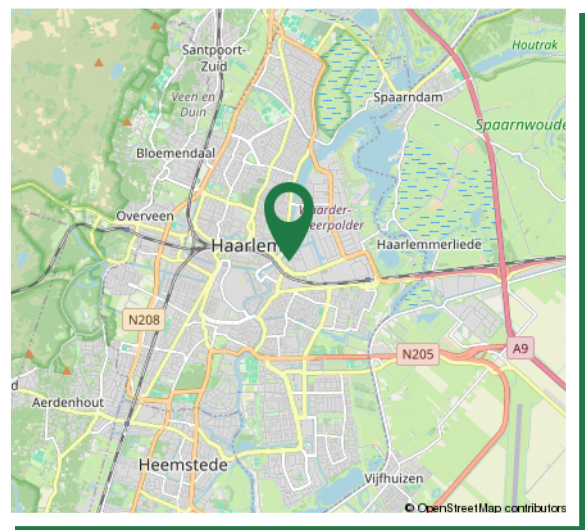 Santpoort-
Zuid
Houtrak
Veen en
Duin
Spaarndam
Spaarnwoude
Bloemendaal
Overveen
Haarlem
Haarlemmerliede
N208
N205
A9
Aerdenhout
Heemstede
Vijfhuizen
© OpenStreetMap contributors